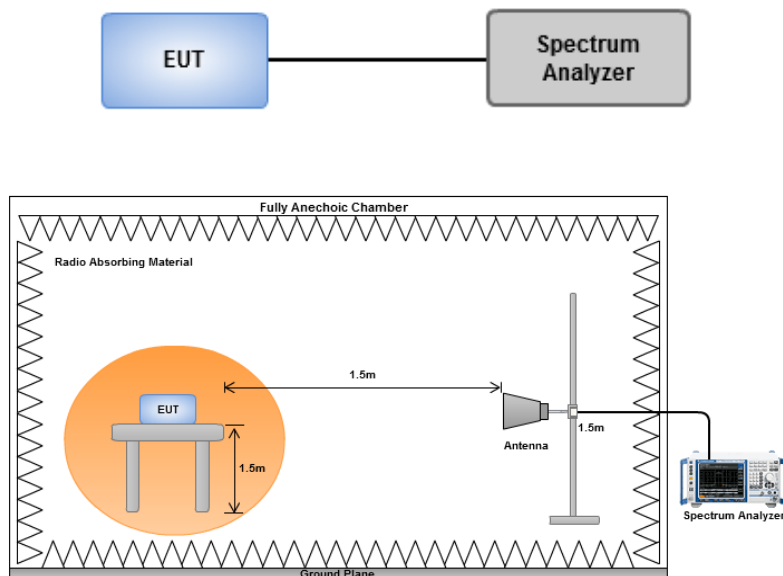 EUT
Spectrum
Analyzer
Fully Anechoic Chamber
Radio Absorbing Material
1.5m
EUT
1.5m
Antenna
1.5m
Spectrum Analyzer
Ground Plane